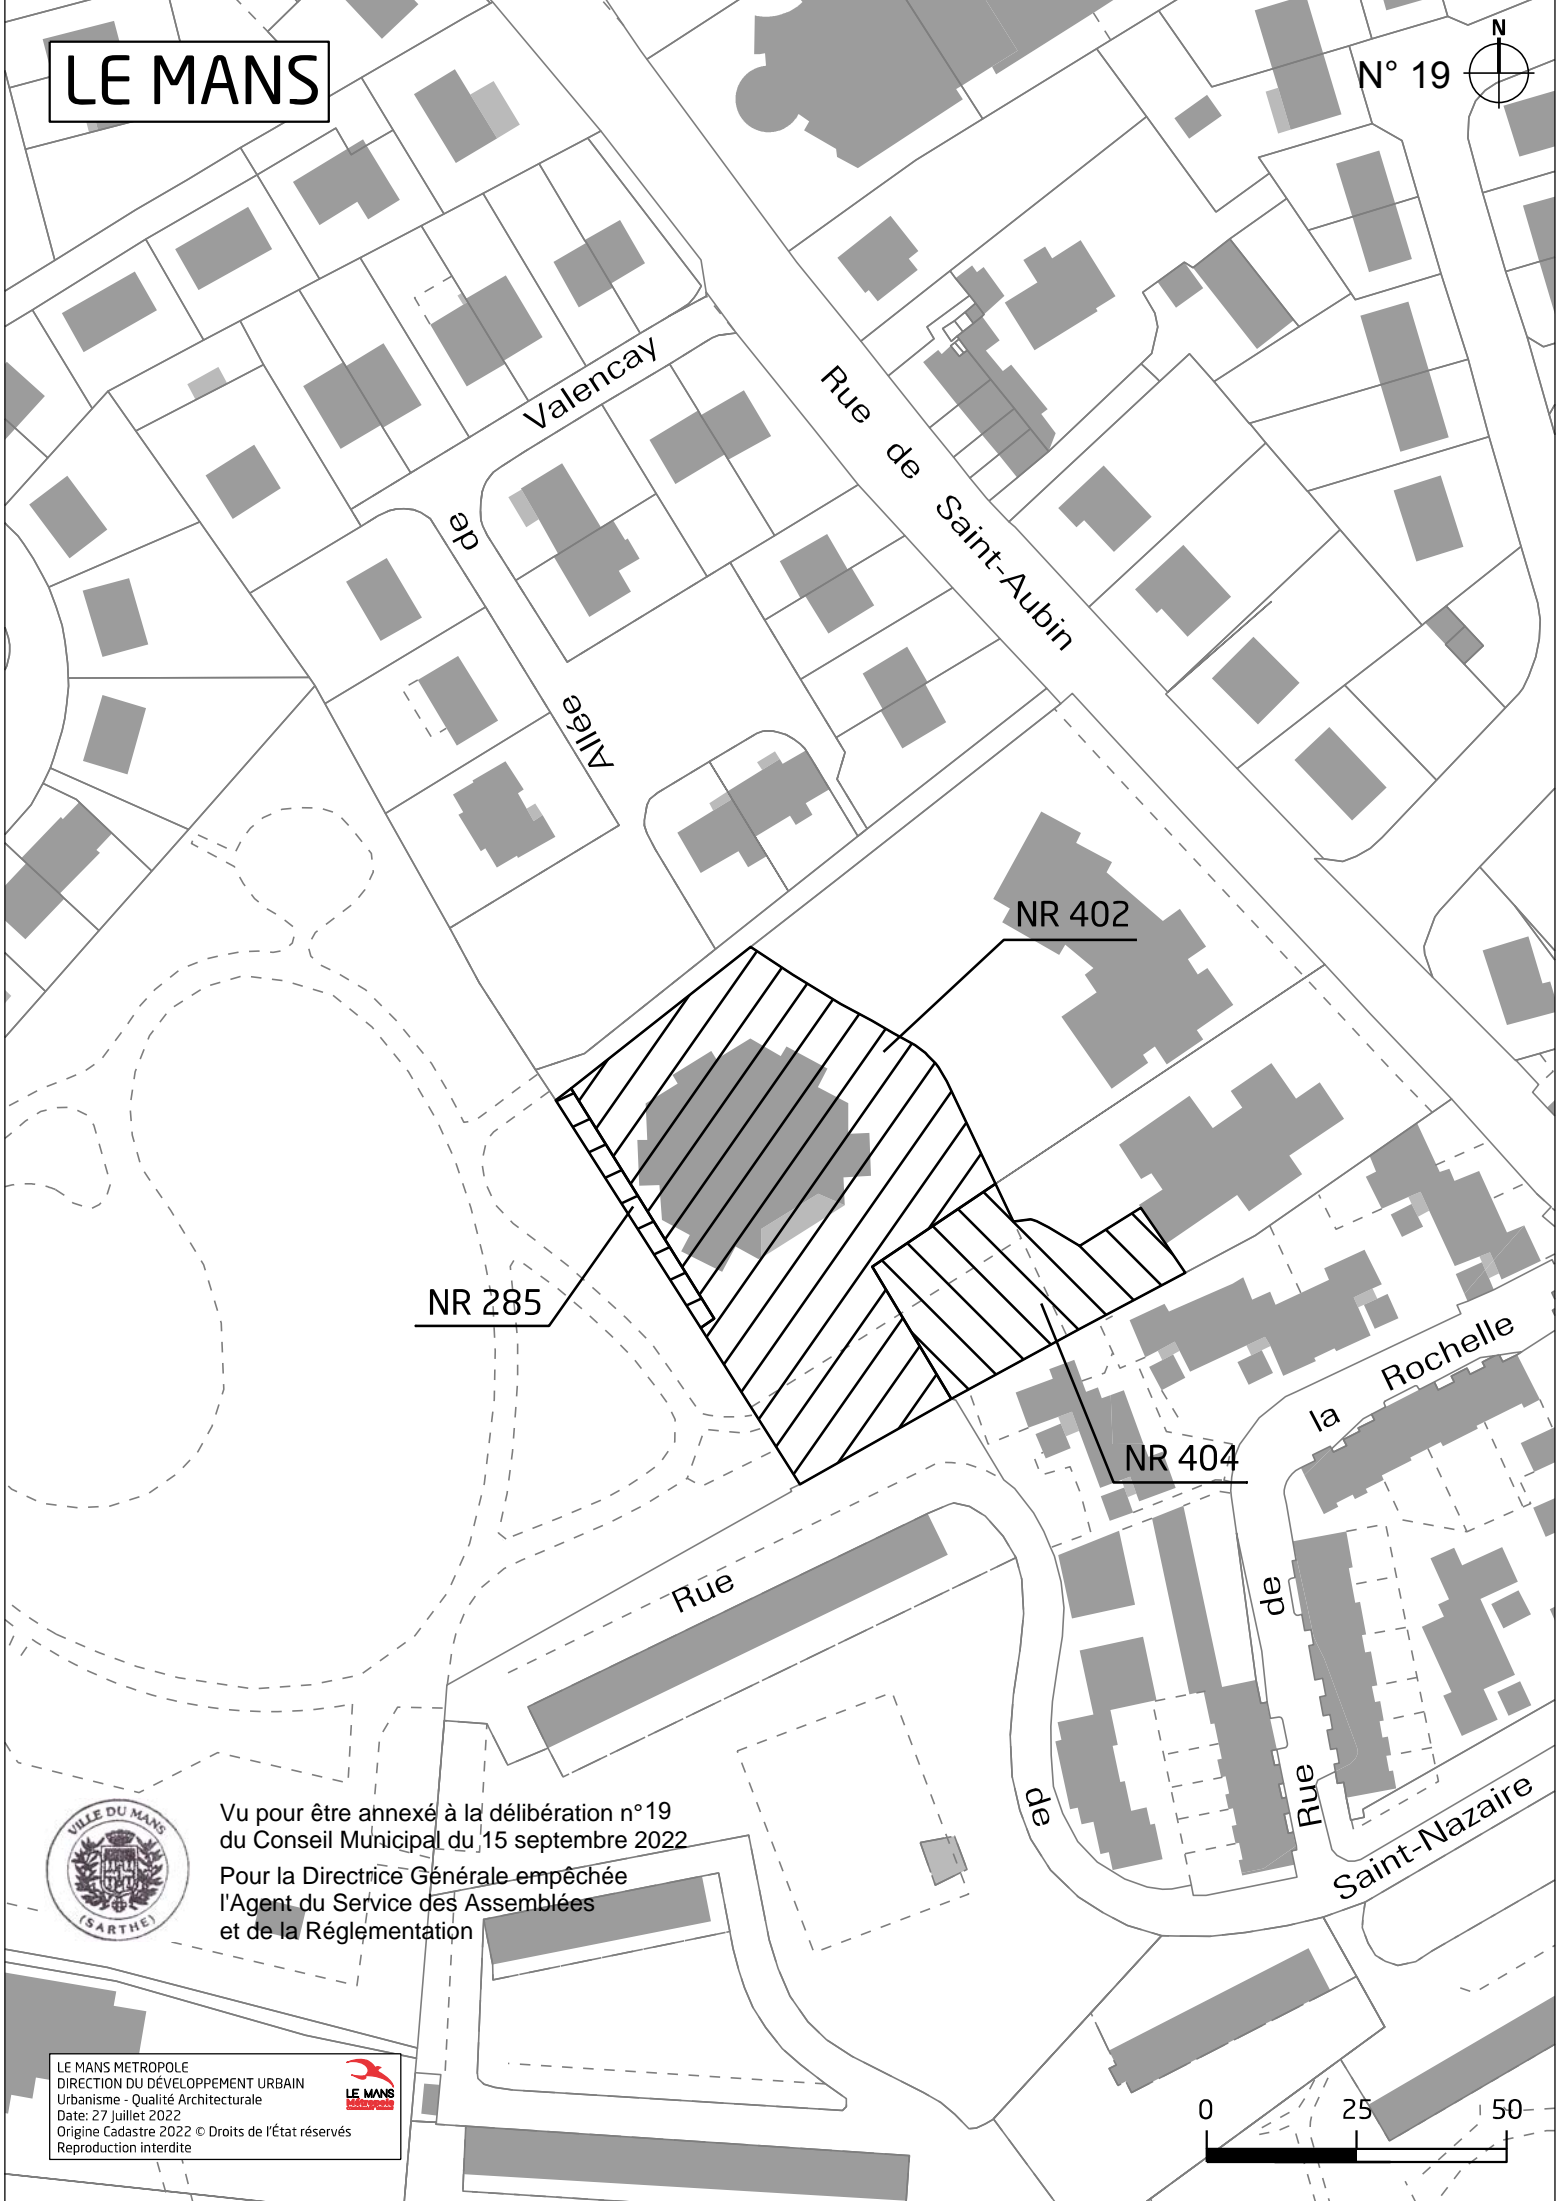 LE MANS
N° 19
N
Valencay
de
Allée
Rue de Saint-Aubin
NR 402
NR 285
NR 404
Rue
de
la Rochelle
de
Rue
Saint-Nazaire
VILLE DU MANS
(SARTHE)
Vu pour être annexé à la délibération n°19
du Conseil Municipal du 15 septembre 2022
Pour la Directrice Générale empêchée
l'Agent du Service des Assemblées
et de la Réglementation
LE MANS METROPOLE
DIRECTION DU DÉVELOPPEMENT URBAIN
Urbanisme - Qualité Architecturale
Date: 27 Juillet 2022
Origine Cadastre 2022 © Droits de l'État réservés
Reproduction interdite
LE MANS
Métropole
0 25 50